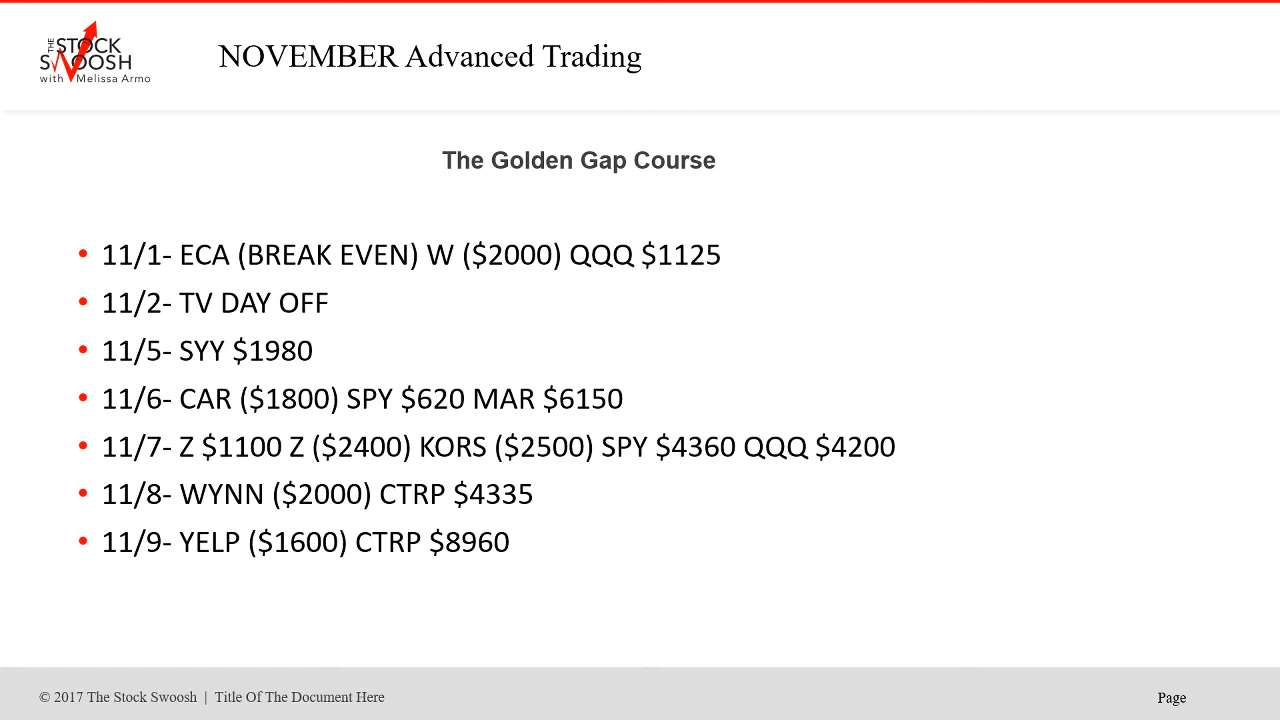 THE STOCK
SWOOSH
with Melissa Armo
NOVEMBER Advanced Trading
The Golden Gap Course
• 11/1- ECA (BREAK EVEN) W ($2000) QQQ $1125
• 11/2- TV DAY OFF
• 11/5- SYY $1980
• 11/6- CAR ($1800) SPY $620 MAR $6150
• 11/7- Z $1100 Z ($2400) KORS ($2500) SPY $4360 QQQ $4200
• 11/8- WYNN ($2000) CTRP $4335
• 11/9- YELP ($1600) CTRP $8960
© 2017 The Stock Swoosh | Title Of The Document Here
Page